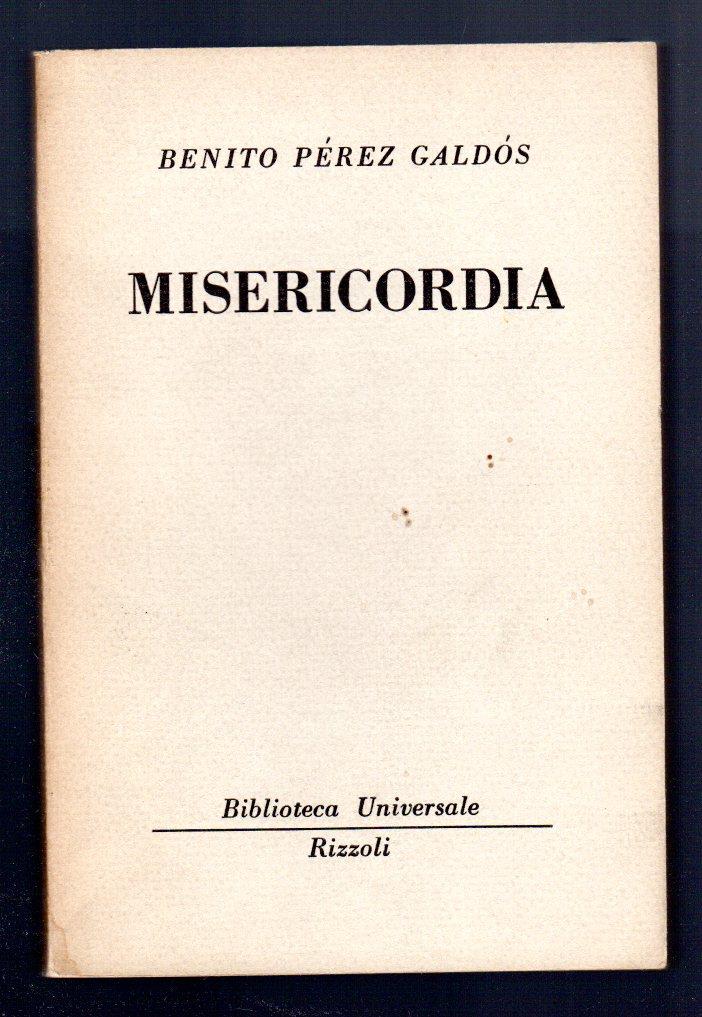 BENITO PÉREZ GALDÓS
MISERICORDIA
Biblioteca Universale
Rizzoli